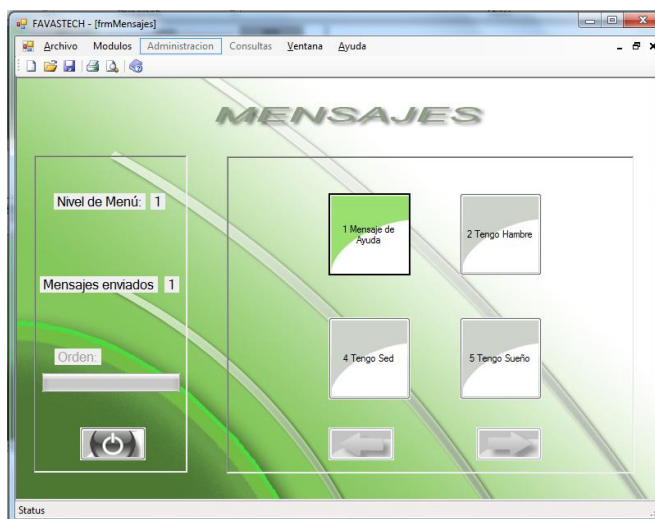 FAVASTECH - [frmMensajes]
Archivo Modulos Administracion Consultas Ventana Ayuda
MENSAJES
Nivel de Menú: 1
Mensajes enviados 1
Orden:
1 Mensaje de
Ayuda
2 Tengo Hambre
4 Tengo Sed
5 Tengo Sueño
Status